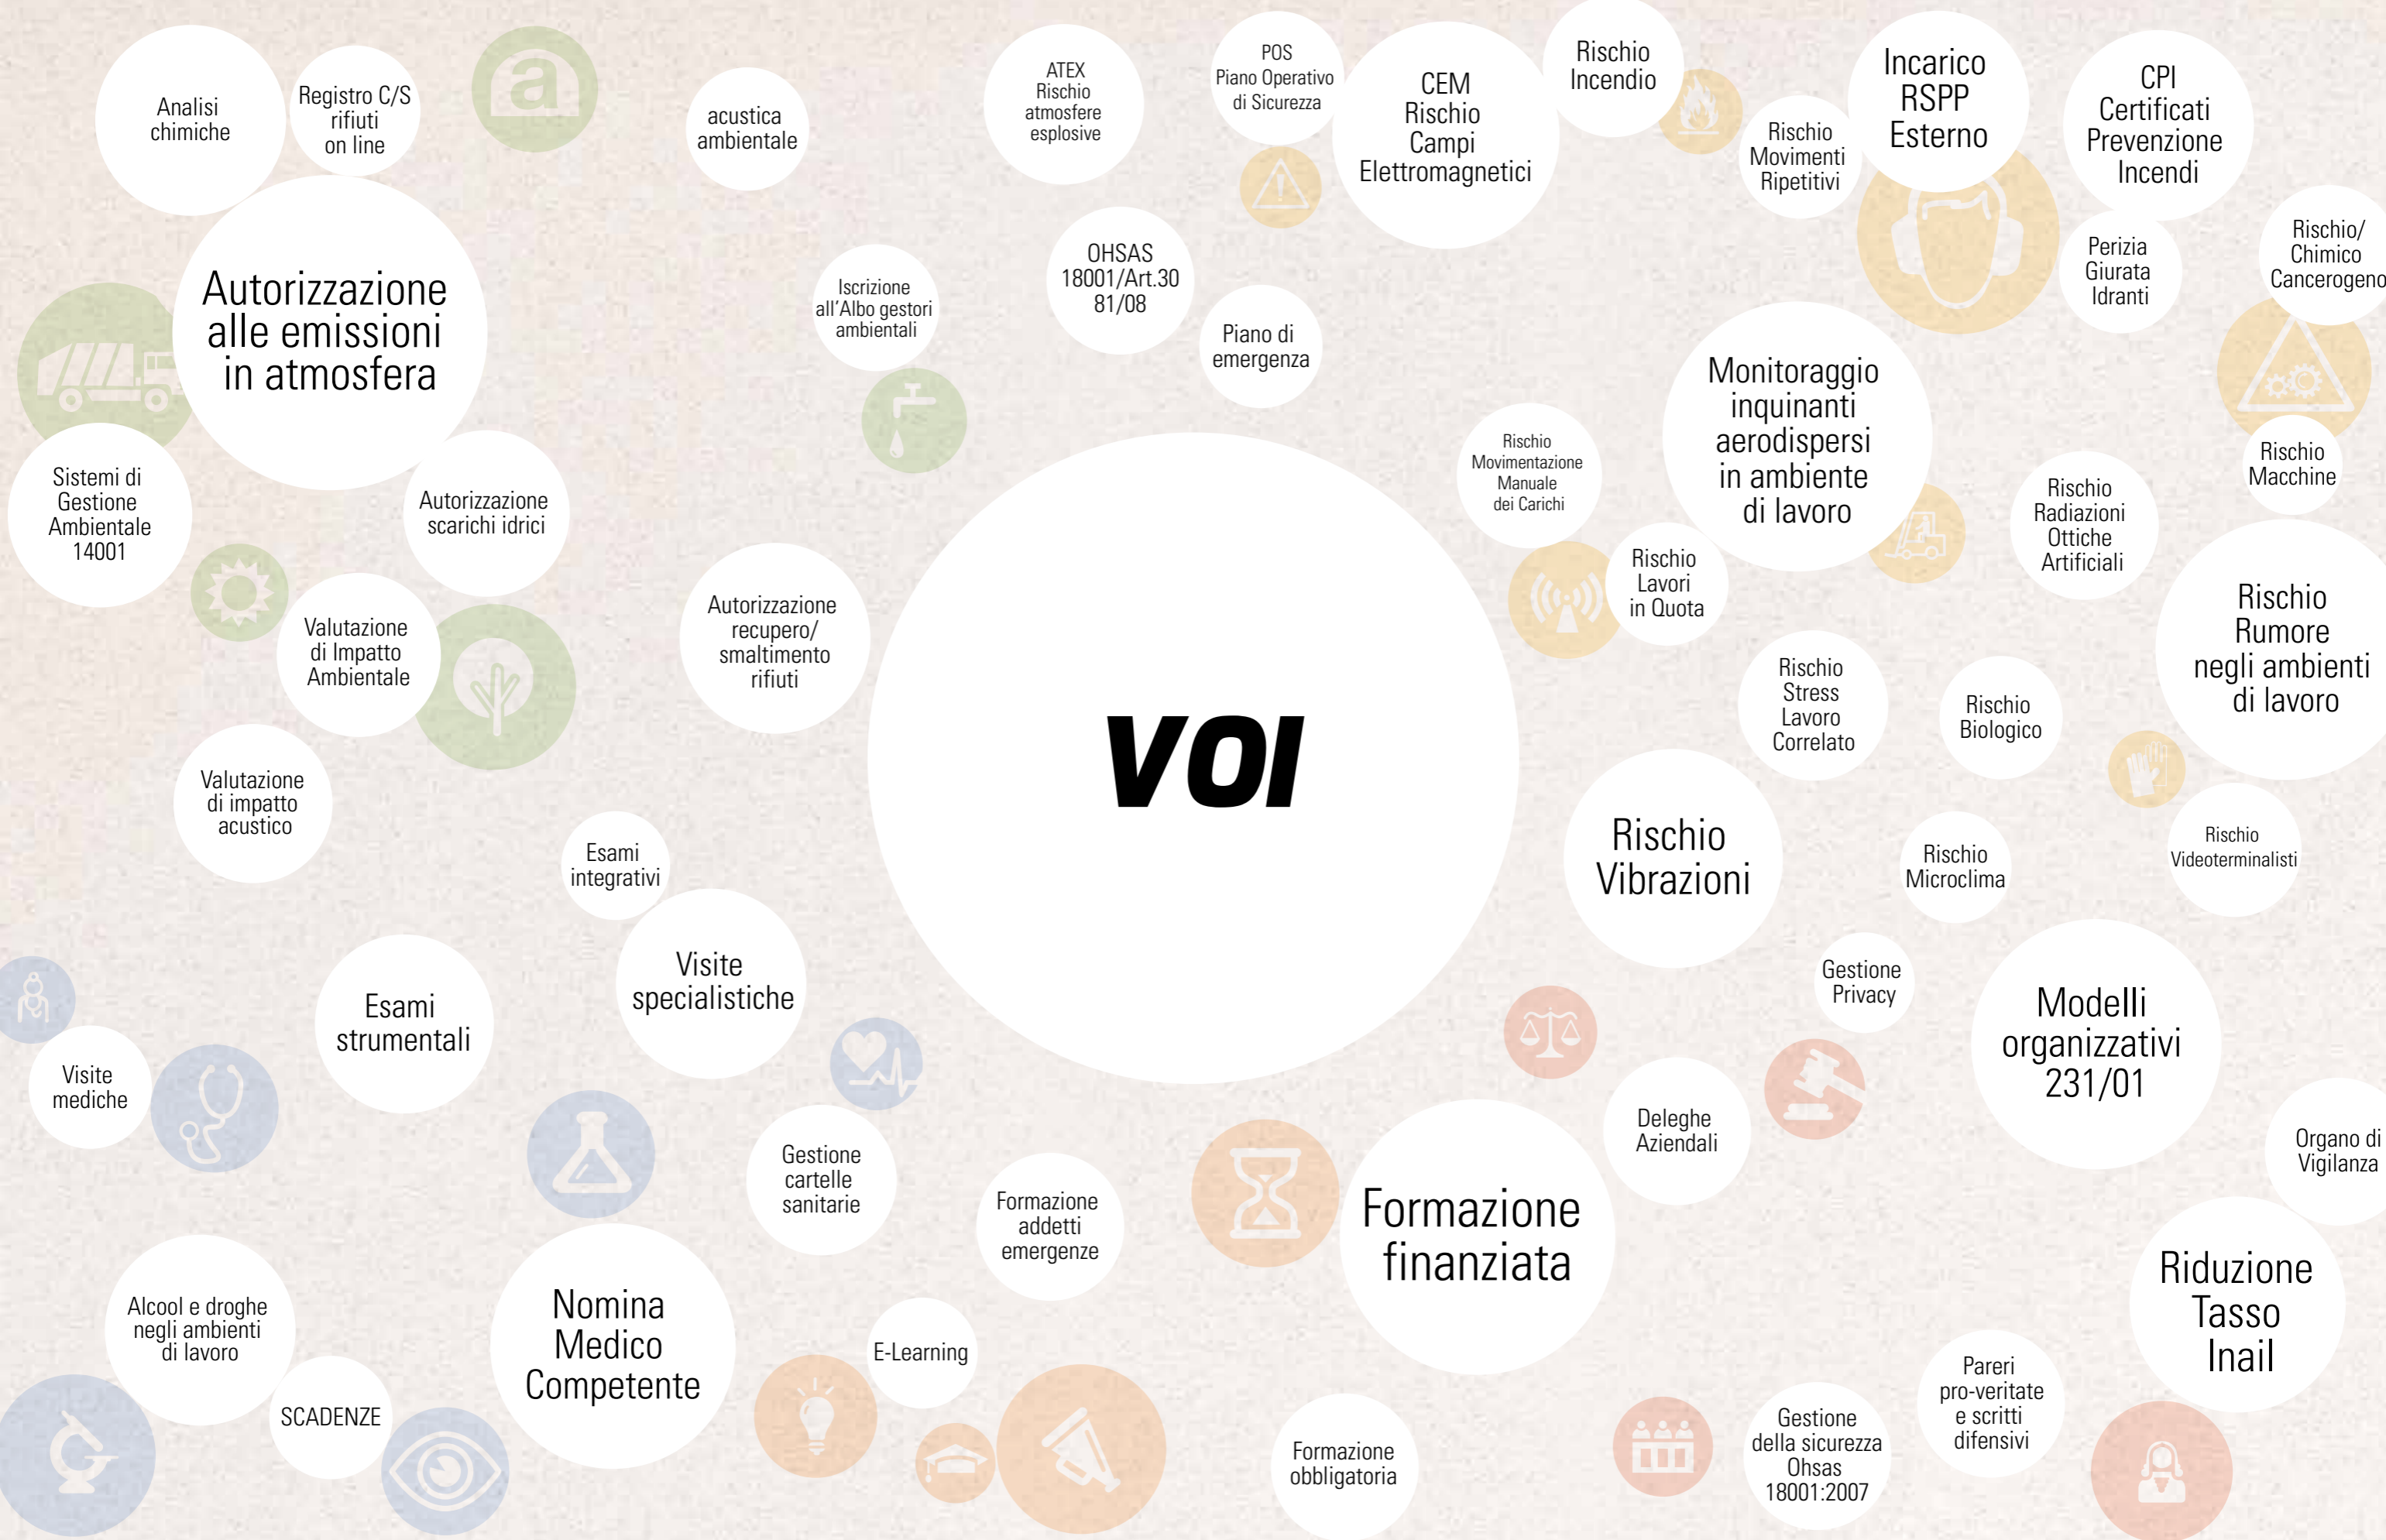 Analisi
chimiche
Registro C/S
rifiuti
on line
a
acustica
ambientale
ATEX
Rischio
atmosfere
esplosive
POS
Piano Operativo
di Sicurezza
CEM
Rischio
Campi
Elettromagnetici
Rischio
Incendio
Rischio
Movimenti
Ripetitivi
Incarico
RSPP
Esterno
CPI
Certificati
Prevenzione
Incendi
Perizia
Giurata
Idranti
Rischio/
Chimico
Cancerogeno
Autorizzazione
alle emissioni
in atmosfera
Iscrizione
all'Albo gestori
ambientali
OHSAS
18001/Art.30
81/08
Piano di
emergenza
Monitoraggio
inquinanti
aerodispersi
in ambiente
di lavoro
Rischio
Movimentazione
Manuale
dei Carichi
Rischio
Macchine
Sistemi di
Gestione
Ambientale
14001
Autorizzazione
scarichi idrici
Rischio
Radiazioni
Ottiche
Artificiali
Rischio
Lavori
in Quota
Valutazione
di Impatto
Ambientale
Autorizzazione
recupero/
smaltimento
rifiuti
Rischio
Rumore
negli ambienti
di lavoro
Rischio
Stress
Lavoro
Correlato
Rischio
Biologico
VOI
Valutazione
di impatto
acustico
Rischio
Vibrazioni
Rischio
Microclima
Rischio
Videoterminalisti
Esami
integrativi
Visite
specialistiche
Esami
strumentali
Visite
mediche
Gestione
Privacy
Modelli
organizzativi
231/01
Deleghe
Aziendali
Organo di
Vigilanza
Gestione
cartelle
sanitarie
Formazione
addetti
emergenze
Formazione
finanziata
Riduzione
Tasso
Inail
Alcool e droghe
negli ambienti
di lavoro
Nomina
Medico
Competente
E-Learning
SCADENZE
Formazione
obbligatoria
Gestione
della sicurezza
Ohsas
18001:2007
Pareri
pro-veritate
e scritti
difensivi